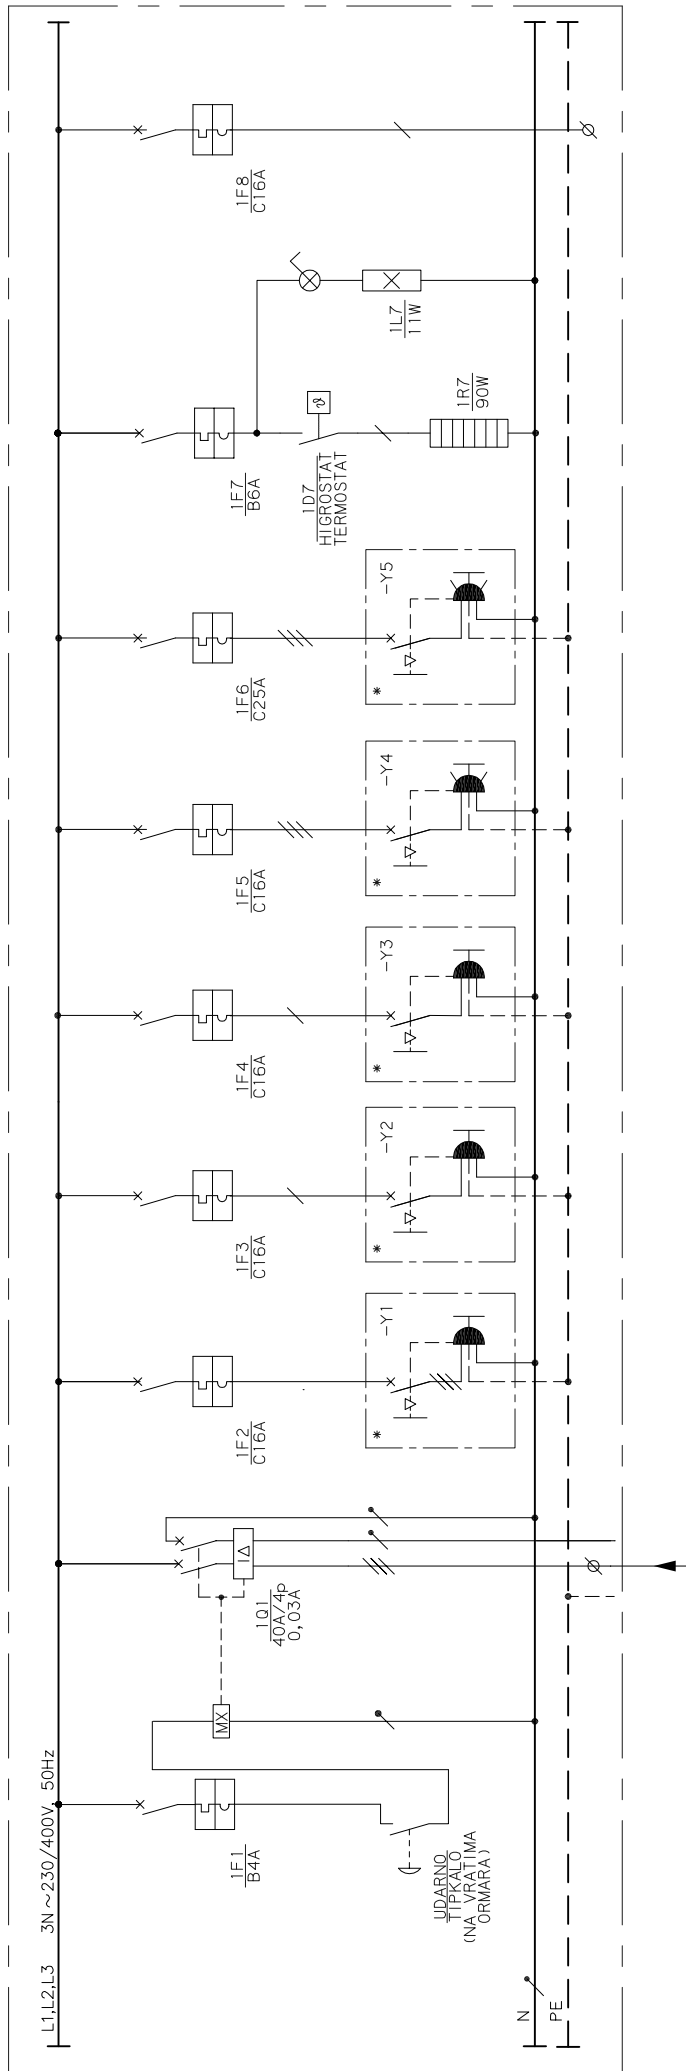 L1,L2,L3 3N~230/400V, 50Hz
N
PE
1F1
B4A
UDARNO
TIPKALO
(NA VRATIMA
ORMARA)
MX
1Q1
40A/4p
0,03A
I∆
1F2
C16A
-Y1
*
1F3
C16A
-Y2
*
1F4
C16A
-Y3
*
1F5
C16A
-Y4
*
1F6
C25A
-Y5
*
1F7
B6A
1D7
HIGROSTAT
TERMOSTAT
ϑ
1R7
90W
1L7
11W
1F8
C16A